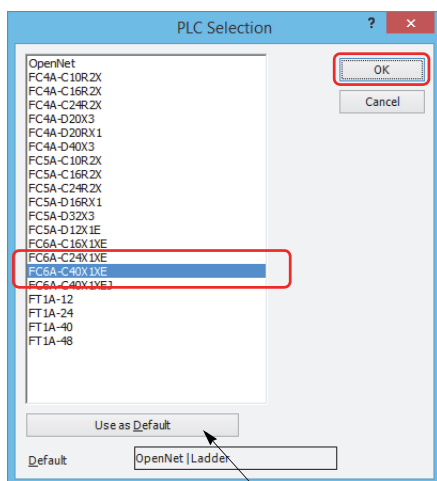 PLC Selection
?
×
OpenNet
FC4A-C10R2X
FC4A-C16R2X
FC4A-C24R2X
FC4A-D20X3
FC4A-D20RX1
FC4A-D40X3
FC5A-C10R2X
FC5A-C16R2X
FC5A-C24R2X
FC5A-D16RX1
FC5A-D32X3
FC5A-D12X1E
FC6A-C16X1XE
FC6A-C24X1XE
FC6A-C40X1XE
FC6A-C40X1XEJ
FT1A-12
FT1A-24
FT1A-40
FT1A-48
OK
Cancel
Use as Default
Default
OpenNet|Ladder